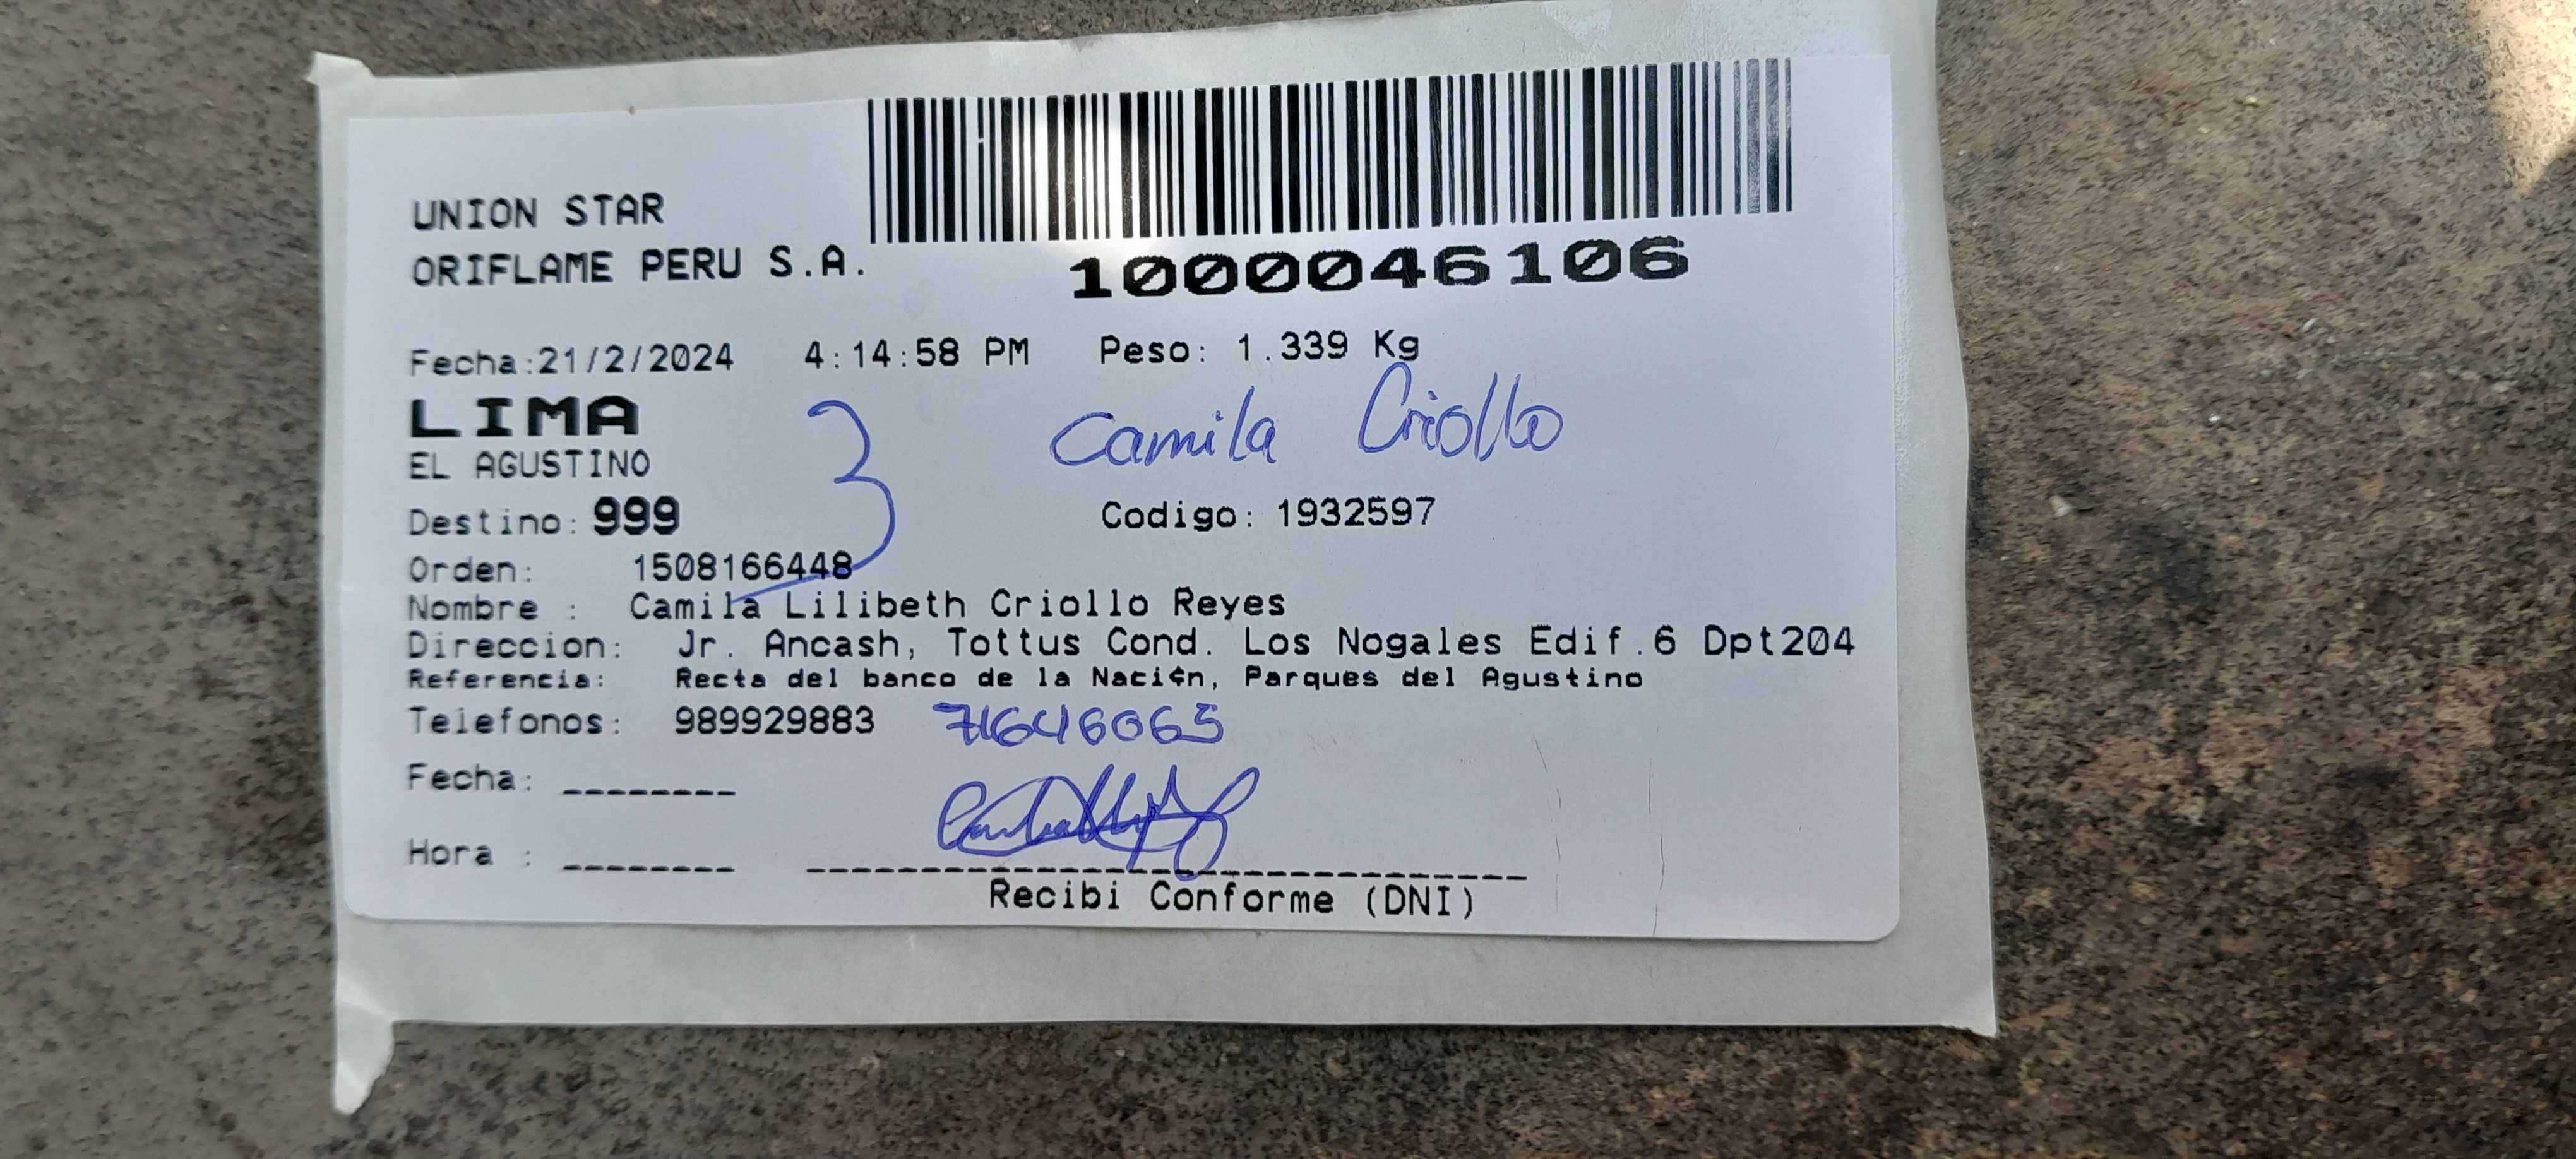 UNION STAR
ORIFLAME PERU S.A.
1000046106
Fecha:21/2/2024 4:14:58 PM Peso: 1.339 Kg
LIMA
3
Camila Criollo
EL AGUSTINO
Destino: 999
Codigo: 1932597
Orden: 1508166448
Nombre : Camila Lilibeth Criollo Reyes
Direccion: Jr. Ancash, Tottus Cond. Los Nogales Edif.6 Dpt204
Referencia: Recta del banco de la Naci¢n, Parques del Agustino
Telefonos: 989929883 71646065
Fecha: ________
Hora : ________
Recibi Conforme (DNI)